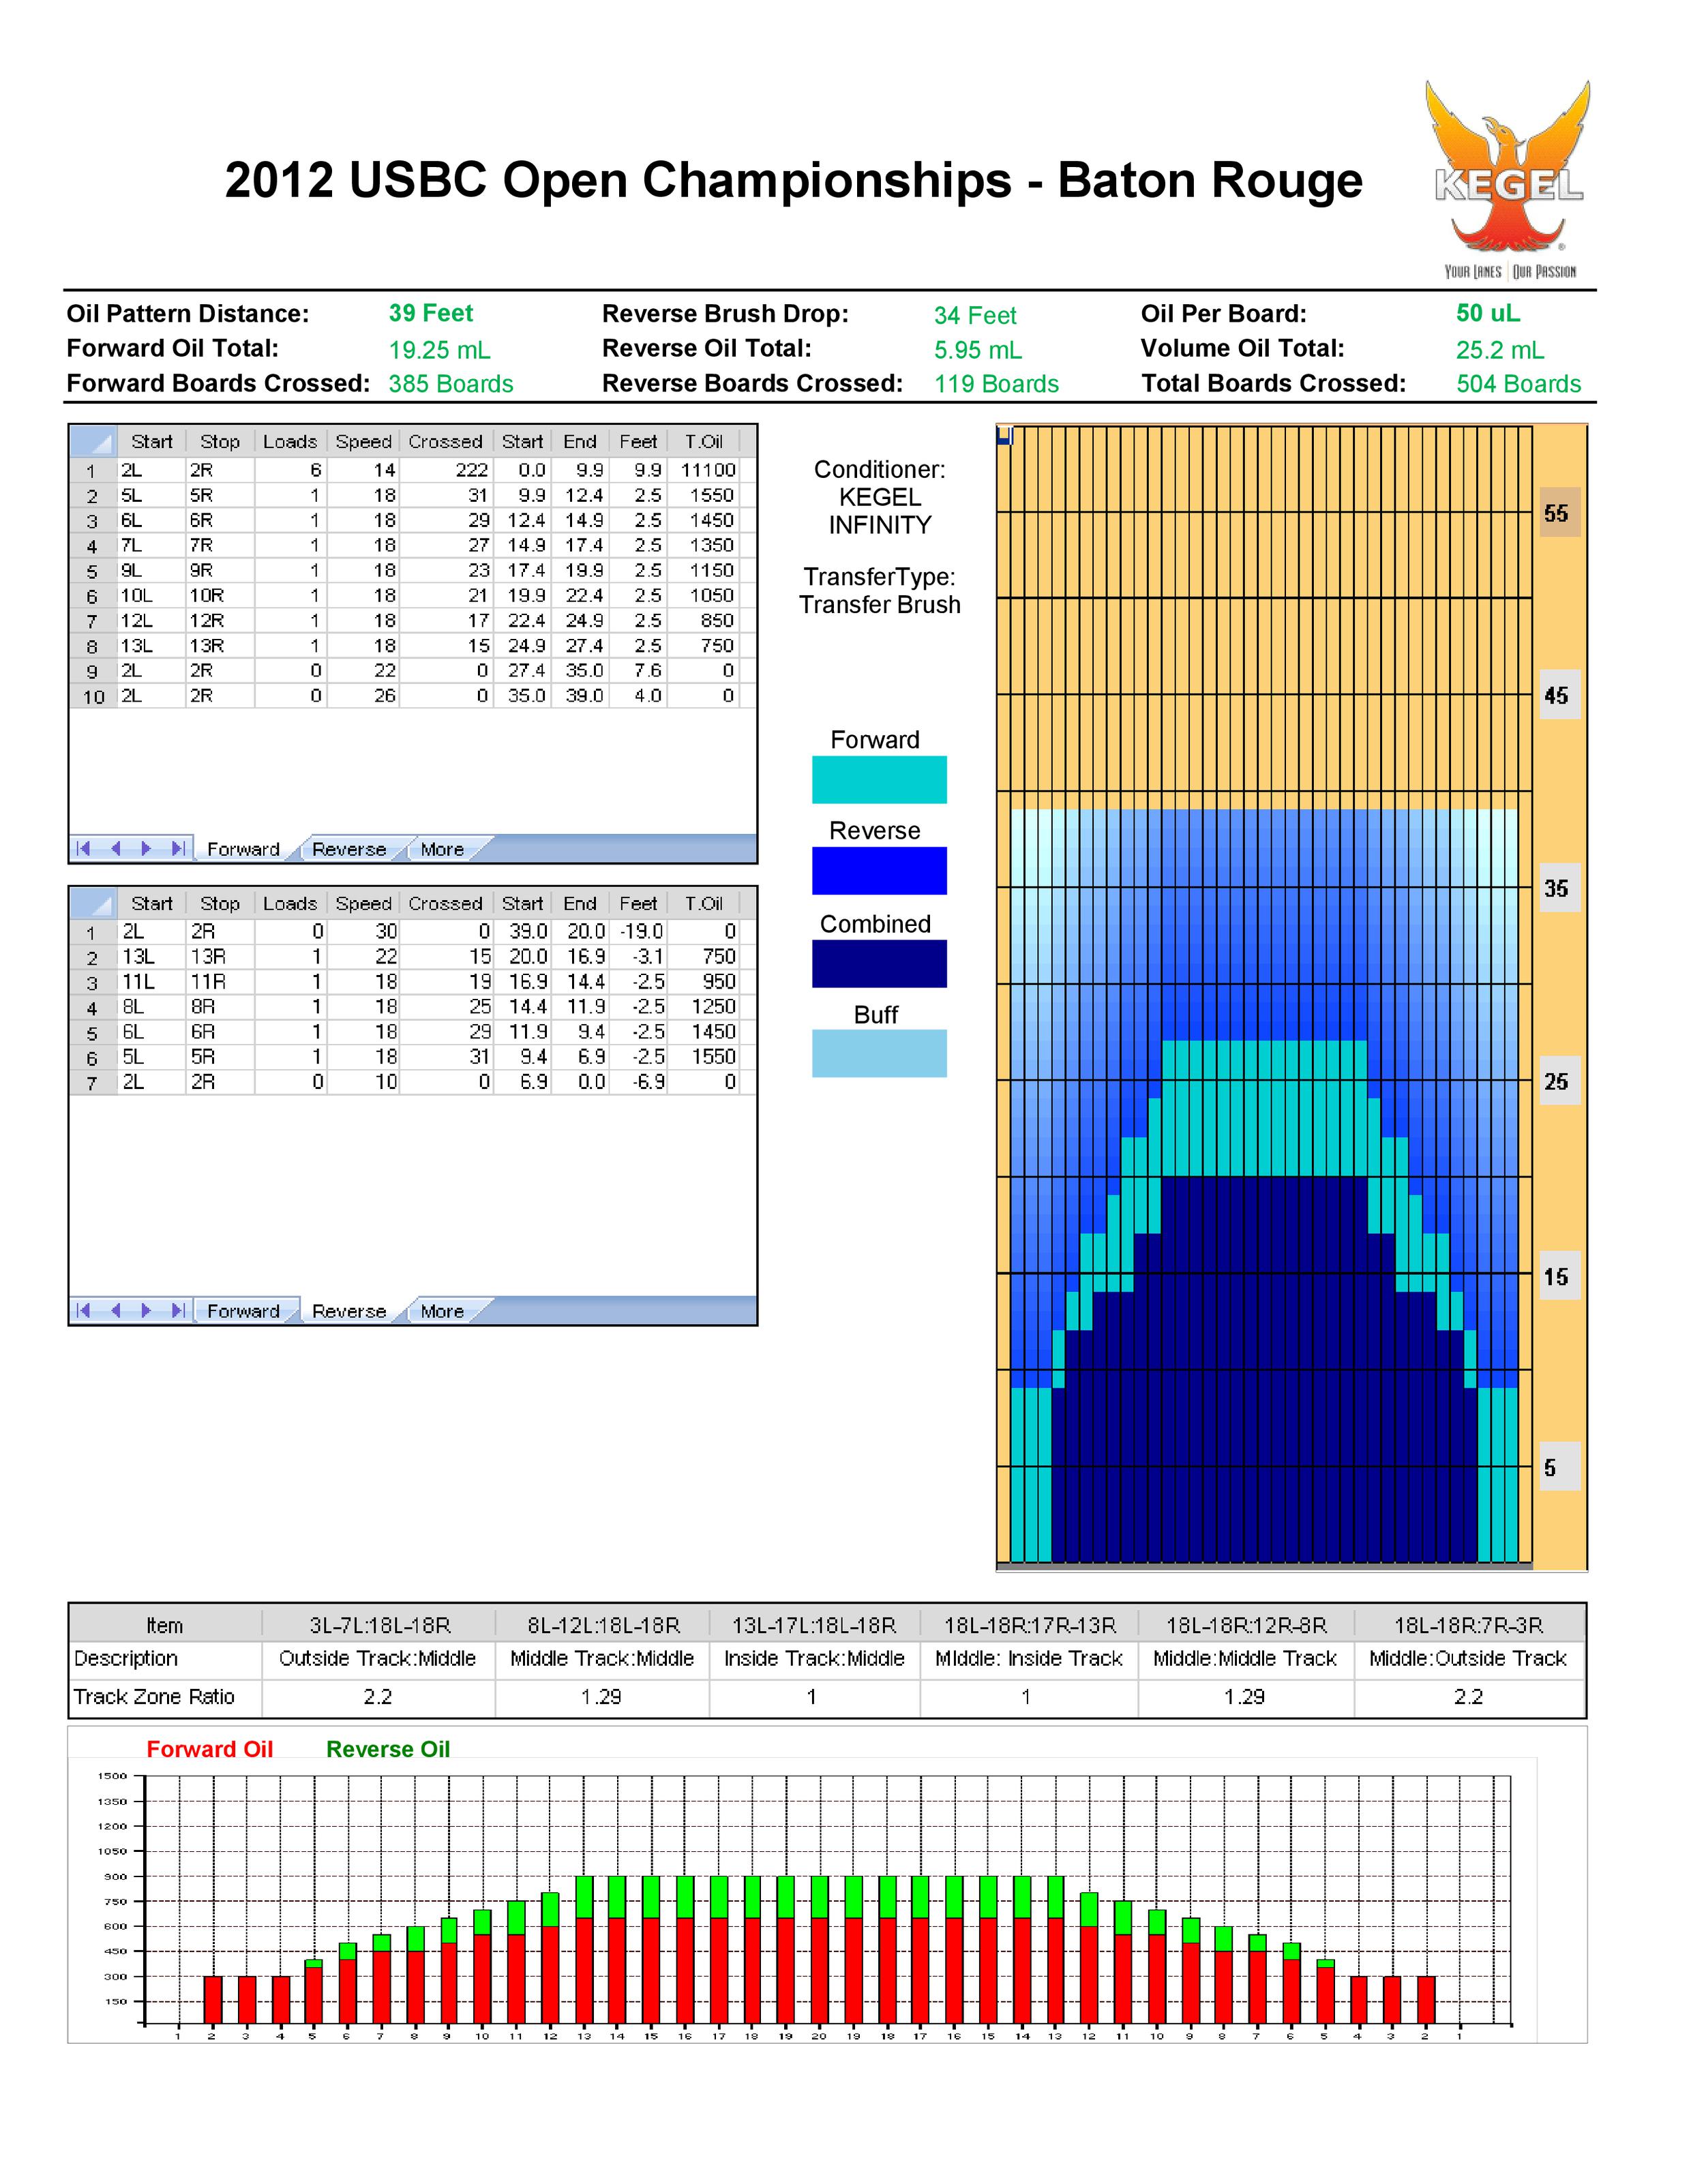 2012 USBC Open Championships - Baton Rouge
KEGEL
YOUR LANES | OUR PASSION
Oil Pattern Distance: 39 Feet Reverse Brush Drop: 34 Feet Oil Per Board: 50 uL
Forward Oil Total: 19.25 mL Reverse Oil Total: 5.95 mL Volume Oil Total: 25.2 mL
Forward Boards Crossed: 385 Boards Reverse Boards Crossed: 119 Boards Total Boards Crossed: 504 Boards
Start Stop Loads Speed Crossed Start End Feet T.Oil
1 2L 2R 6 14 222 0.0 9.9 9.9 11100
2 5L 5R 1 18 31 9.9 12.4 2.5 1550
3 6L 6R 1 18 29 12.4 14.9 2.5 1450
4 7L 7R 1 18 27 14.9 17.4 2.5 1350
5 9L 9R 1 18 23 17.4 19.9 2.5 1150
6 10L 10R 1 18 21 19.9 22.4 2.5 1050
7 12L 12R 1 18 17 22.4 24.9 2.5 850
8 13L 13R 1 18 15 24.9 27.4 2.5 750
9 2L 2R 0 22 0 27.4 35.0 7.6 0
10 2L 2R 0 26 0 35.0 39.0 4.0 0
Forward Reverse More
Start Stop Loads Speed Crossed Start End Feet T.Oil
1 2L 2R 0 30 0 39.0 20.0 -19.0 0
2 13L 13R 1 22 15 20.0 16.9 -3.1 750
3 11L 11R 1 18 19 16.9 14.4 -2.5 950
4 8L 8R 1 18 25 14.4 11.9 -2.5 1250
5 6L 6R 1 18 29 11.9 9.4 -2.5 1450
6 5L 5R 1 18 31 9.4 6.9 -2.5 1550
7 2L 2R 0 10 0 6.9 0.0 -6.9 0
Forward Reverse More
Conditioner:
KEGEL
INFINITY
TransferType:
Transfer Brush
Forward
Reverse
Combined
Buff
55
45
35
25
15
5
Item 3L-7L:18L-18R 8L-12L:18L-18R 13L-17L:18L-18R 18L-18R:17R-13R 18L-18R:12R-8R 18L-18R:7R-3R
Description Outside Track:Middle Middle Track:Middle Inside Track:Middle MIddle: Inside Track Middle:Middle Track Middle:Outside Track
Track Zone Ratio 2.2 1.29 1 1 1.29 2.2
Forward Oil Reverse Oil
1500
1350
1200
1050
900
750
600
450
300
150
1 2 3 4 5 6 7 8 9 10 11 12 13 14 15 16 17 18 19 20 19 18 17 16 15 14 13 12 11 10 9 8 7 6 5 4 3 2 1